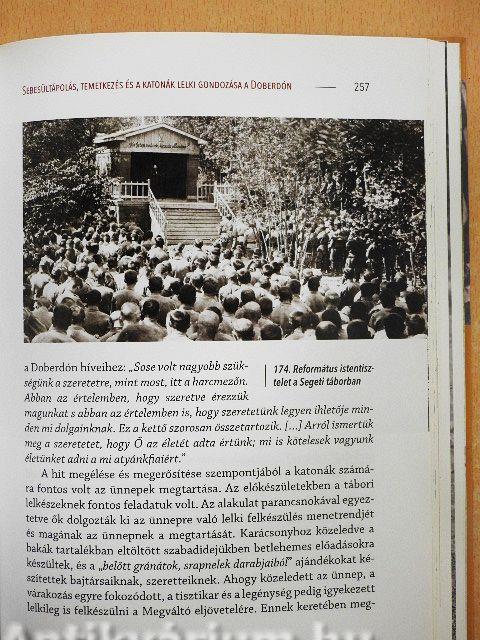 Sebesültápolás, temetkezés és a katonák lelki gondozása a Doberdón 257
a Doberdón híveihez: „Sose volt nagyobb szük-
ségünk a szeretetre, mint most, itt a harcmezőn.
Abban az értelemben, hogy szeretve érezzük
magunkat s abban az értelemben is, hogy szeretetünk legyen ihletője min-
den mi dolgainknak. Ez a kettő szorosan összetartozik. [...] Arról ismertük
meg a szeretetet, hogy Ő az életét adta értünk; mi is kötelesek vagyunk
életünket adni a mi atyánkfiaiért."
174. Református istentisz-
telet a Segeti táborban
A hit megélése és megerősítése szempontjából a katonák számá-
ra fontos volt az ünnepek megtartása. Az előkészületekben a tábori
lelkészeknek fontos feladatuk volt. Az alakulat parancsnokával egyez-
tetve ők dolgozták ki az ünnepre való lelki felkészülés menetrendjét
és magának az ünnepnek a megtartását. Karácsonyhoz közeledve a
bakák tartalékban eltöltött szabadidejükben betlehemes előadásokra
készültek, és a „belőtt gránátok, srapnelek darabjaiból" ajándékokat ké-
szítettek bajtársaiknak, szeretteiknek. Ahogy közeledett az ünnep, a
várakozás egyre fokozódott, a tisztikar és a legénység pedig igyekezett
lelkileg is felkészülni a Megváltó eljövetelére. Ennek keretében meg-